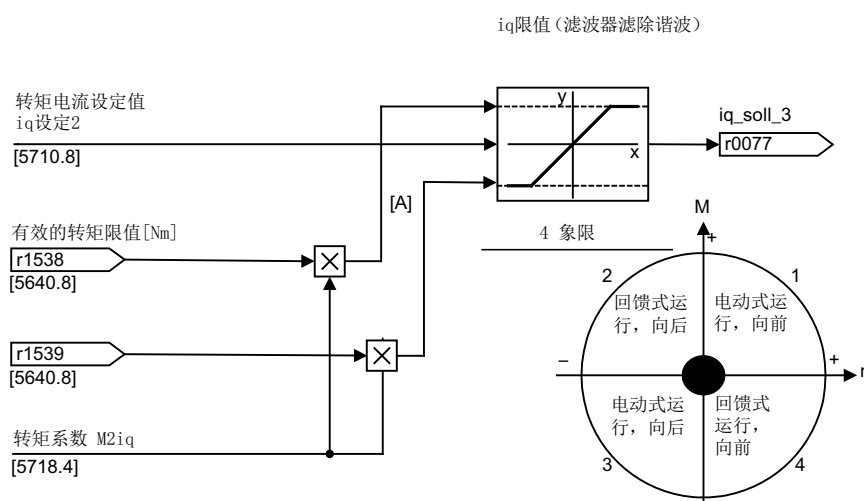 iq限值（滤波器滤除谐波）
转矩电流设定值
iq设定2
[5710.8]
y
x
iq_soll_3
r0077
[A]
有效的转矩限值[Nm]
r1538
[5640.8]
r1539
[5640.8]
转矩系数 M2iq
[5718.4]
4 象限
M
+
2
1
回馈式运
行，向后
电动式运
行，向前
–
+
n
电动式运
行，向后
回馈式
运行，
向前
3
4